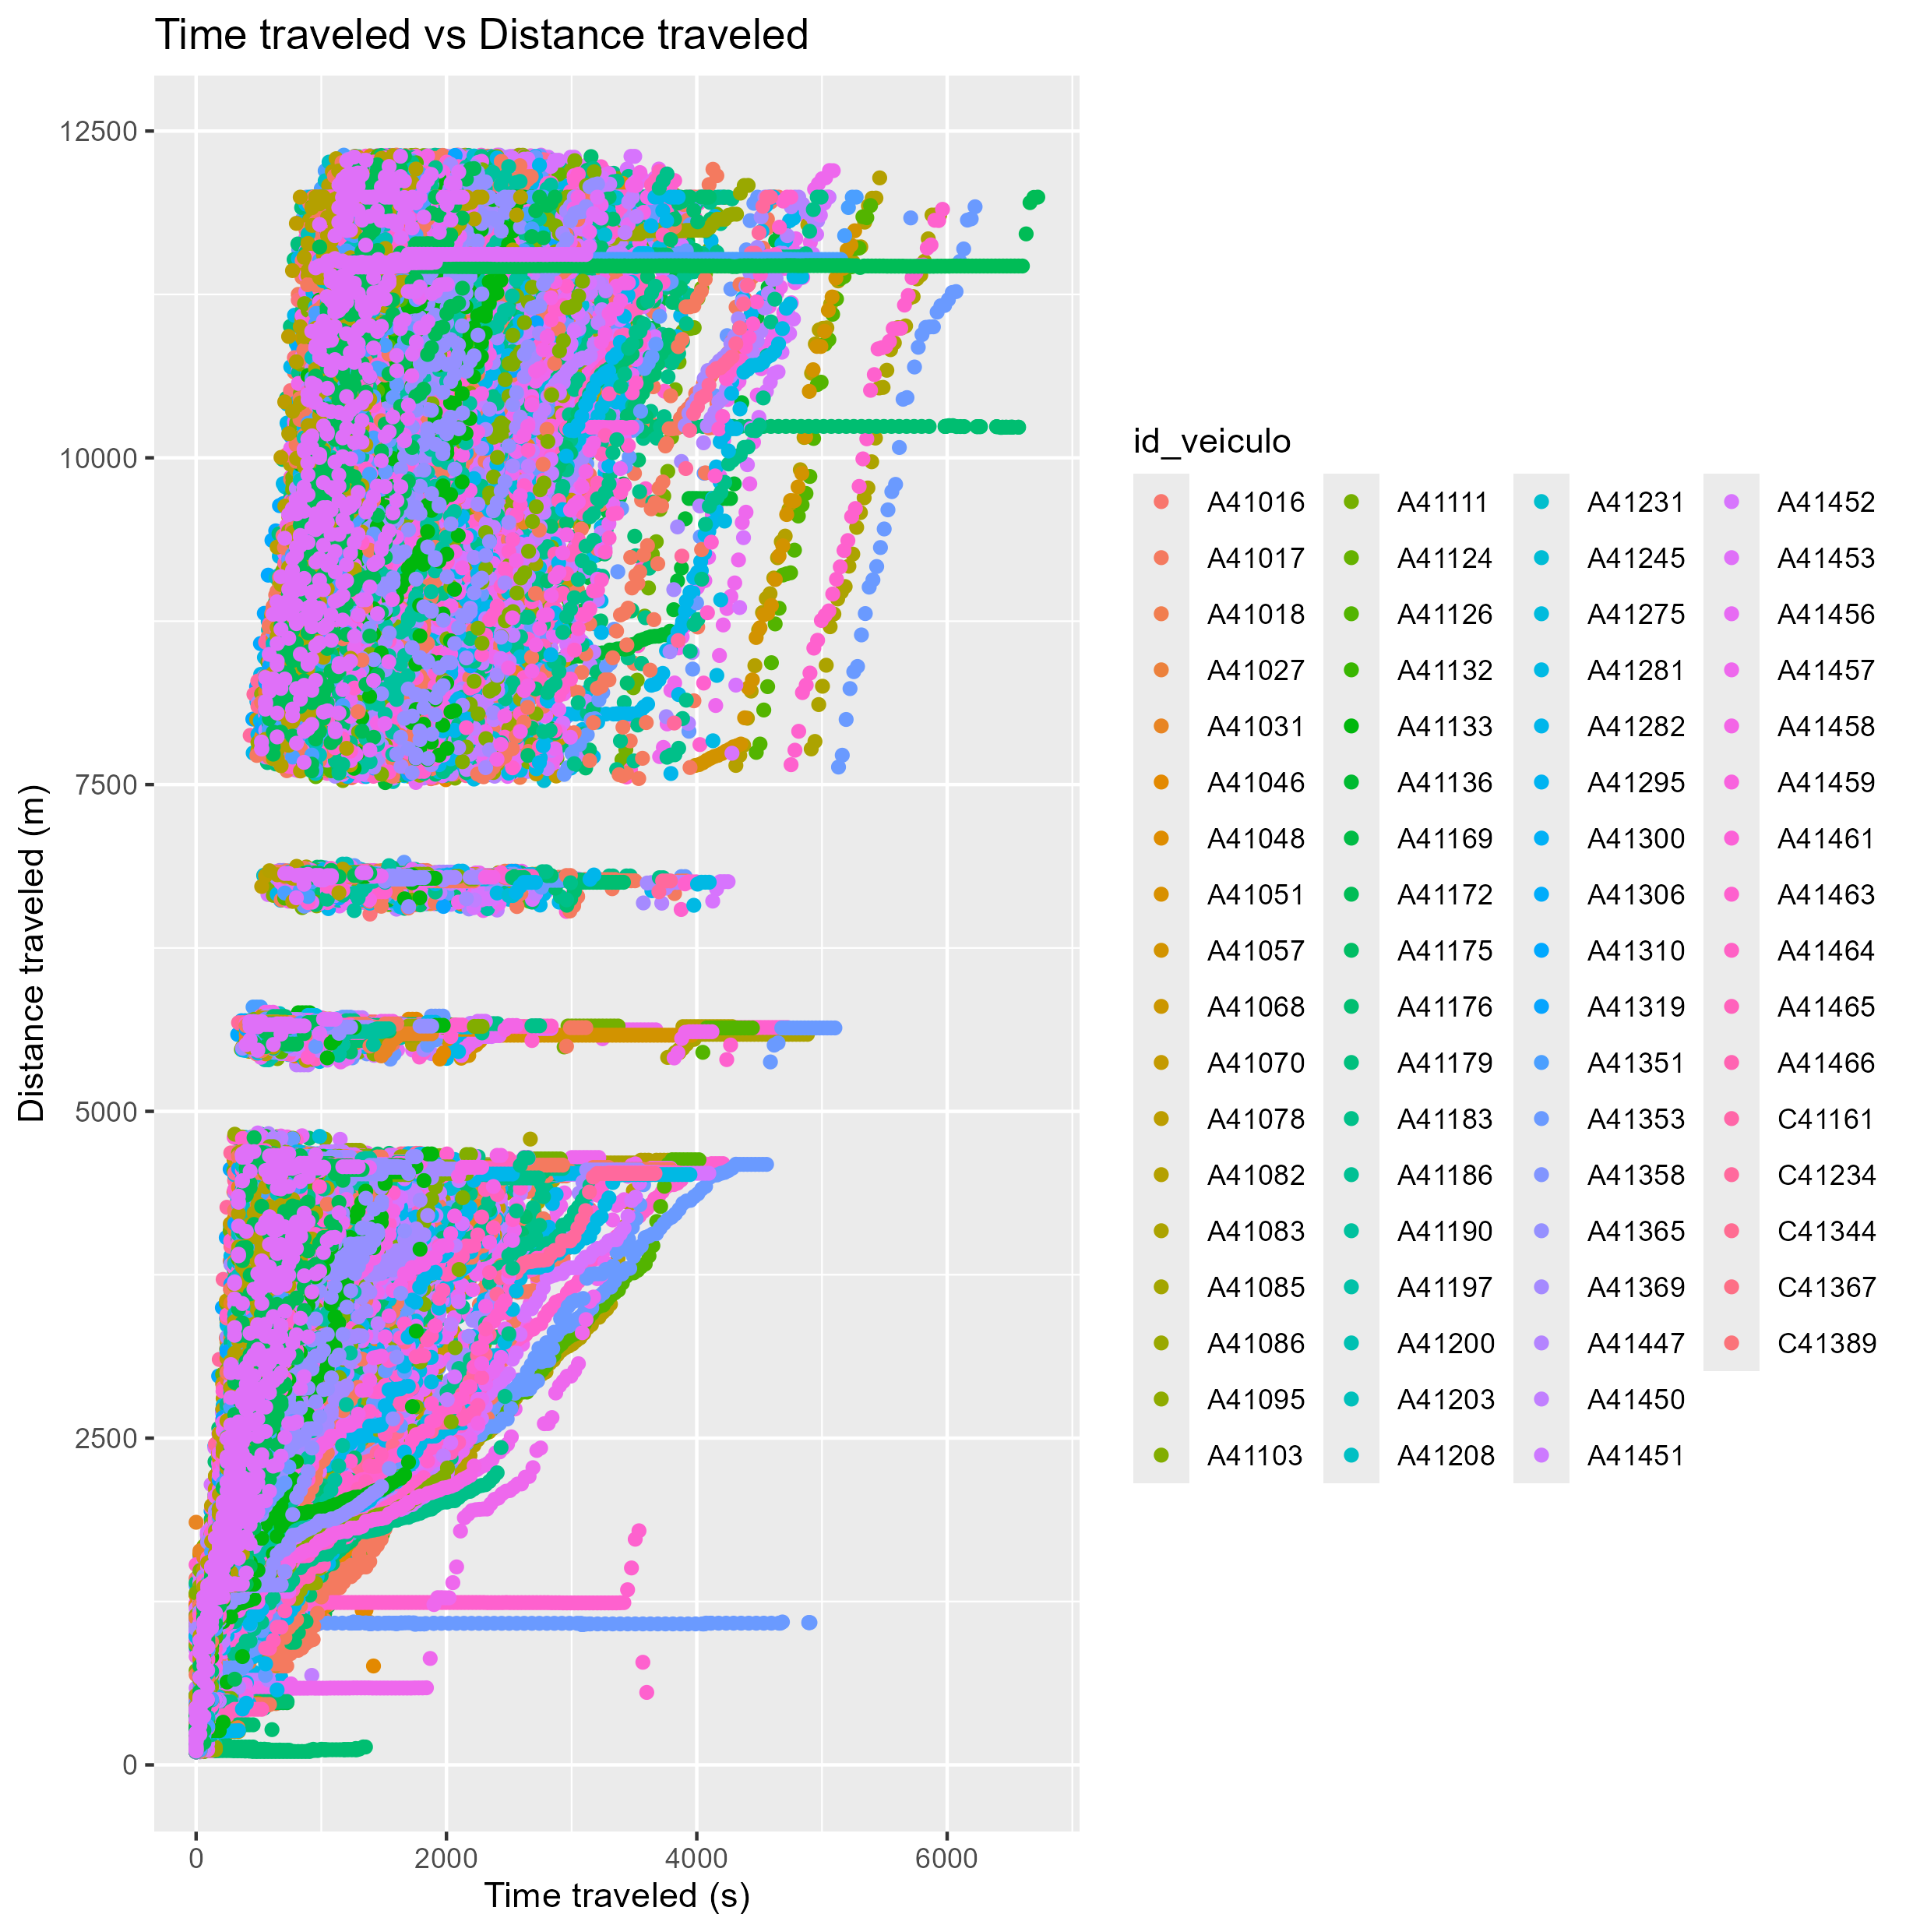 Time traveled vs Distance traveled
12500
10000
7500
5000
2500
0
Distance traveled (m)
0 2000 4000 6000
Time traveled (s)
id_veiculo
A41016 A41111 A41231 A41452
A41017 A41124 A41245 A41453
A41018 A41126 A41275 A41456
A41027 A41132 A41281 A41457
A41031 A41133 A41282 A41458
A41046 A41136 A41295 A41459
A41048 A41169 A41300 A41461
A41051 A41172 A41306 A41463
A41057 A41175 A41310 A41464
A41068 A41176 A41319 A41465
A41070 A41179 A41351 A41466
A41078 A41183 A41353 C41161
A41082 A41186 A41358 C41234
A41083 A41190 A41365 C41344
A41085 A41197 A41369 C41367
A41086 A41200 A41447 C41389
A41095 A41203 A41450
A41103 A41208 A41451